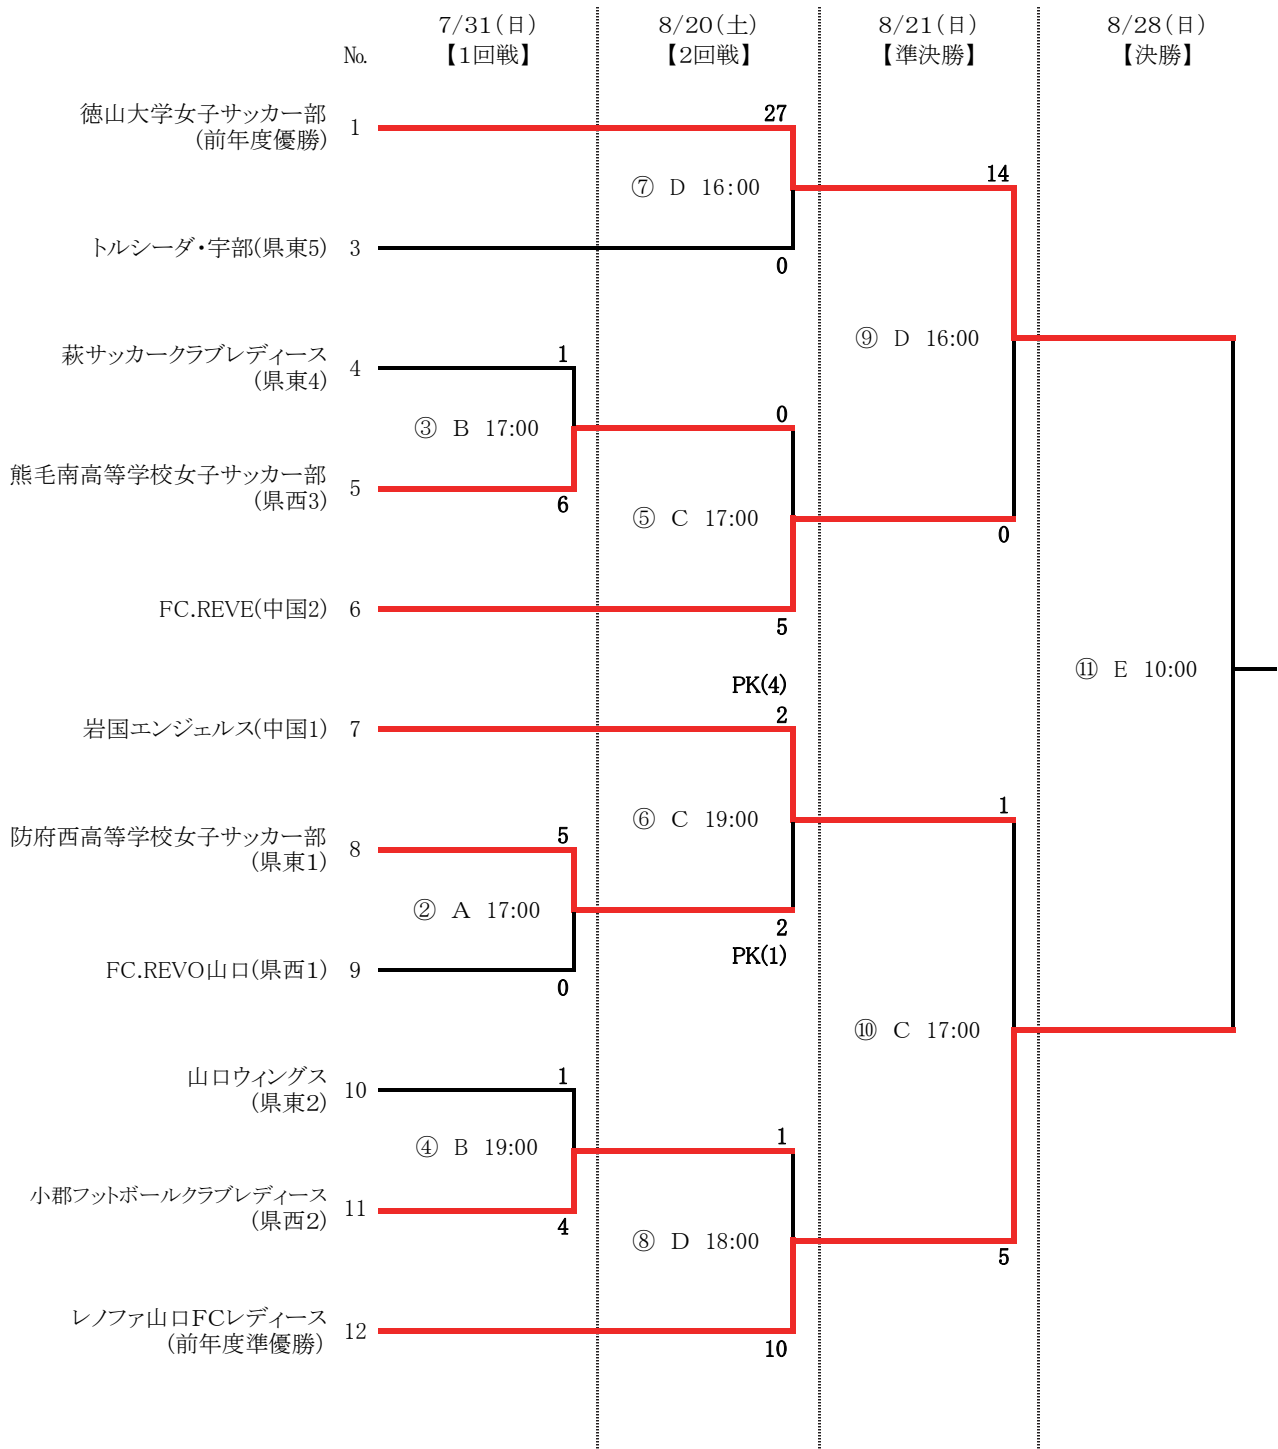 7/31(日)
8/20(土)
8/21(日)
8/28(日)
№
【1回戦】
【2回戦】
【準決勝】
【決勝】
徳山大学女子サッカー部
(前年度優勝)
1
27
⑦ D 16:00
14
トルシーダ・宇部(県東5)
3
0
⑨ D 16:00
萩サッカークラブレディース
(県東4)
4
1
③ B 17:00
0
熊毛南高等学校女子サッカー部
(県西3)
5
6
⑤ C 17:00
0
FC.REVE(中国2)
6
5
⑪ E 10:00
PK(4)
岩国エンジェルス(中国1)
7
2
⑥ C 19:00
1
防府西高等学校女子サッカー部
(県東1)
8
5
② A 17:00
2
PK(1)
FC.REVO山口(県西1)
9
0
⑩ C 17:00
山口ウィングス
(県東2)
10
1
④ B 19:00
1
小郡フットボールクラブレディース
(県西2)
11
4
⑧ D 18:00
5
レノファ山口FCレディース
(前年度準優勝)
12
10